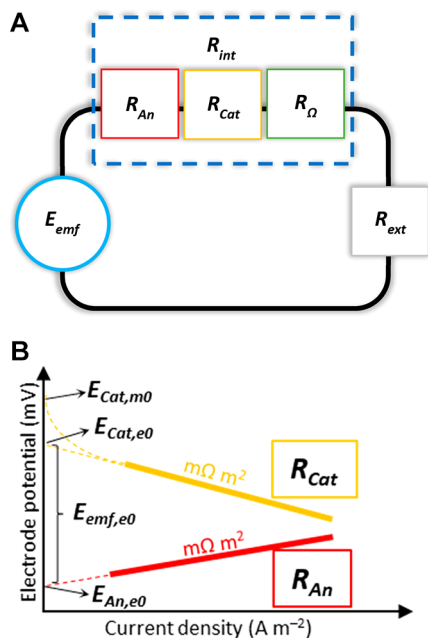 A
R_int
R_An
R_Cat
R_Ω
E_emf
R_ext
B
Electrode potential (mV)
E_Cat,m0
E_Cat,e0
mΩ m²
R_Cat
E_emf,e0
mΩ m²
R_An
E_An,e0
Current density (A m⁻²)